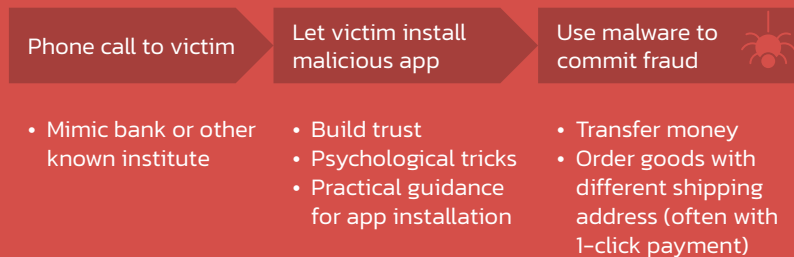 Phone call to victim
Let victim install
malicious app
Use malware to
commit fraud
• Mimic bank or other
known institute
• Build trust
• Psychological tricks
• Practical guidance
for app installation
• Transfer money
• Order goods with
different shipping
address (often with
1-click payment)